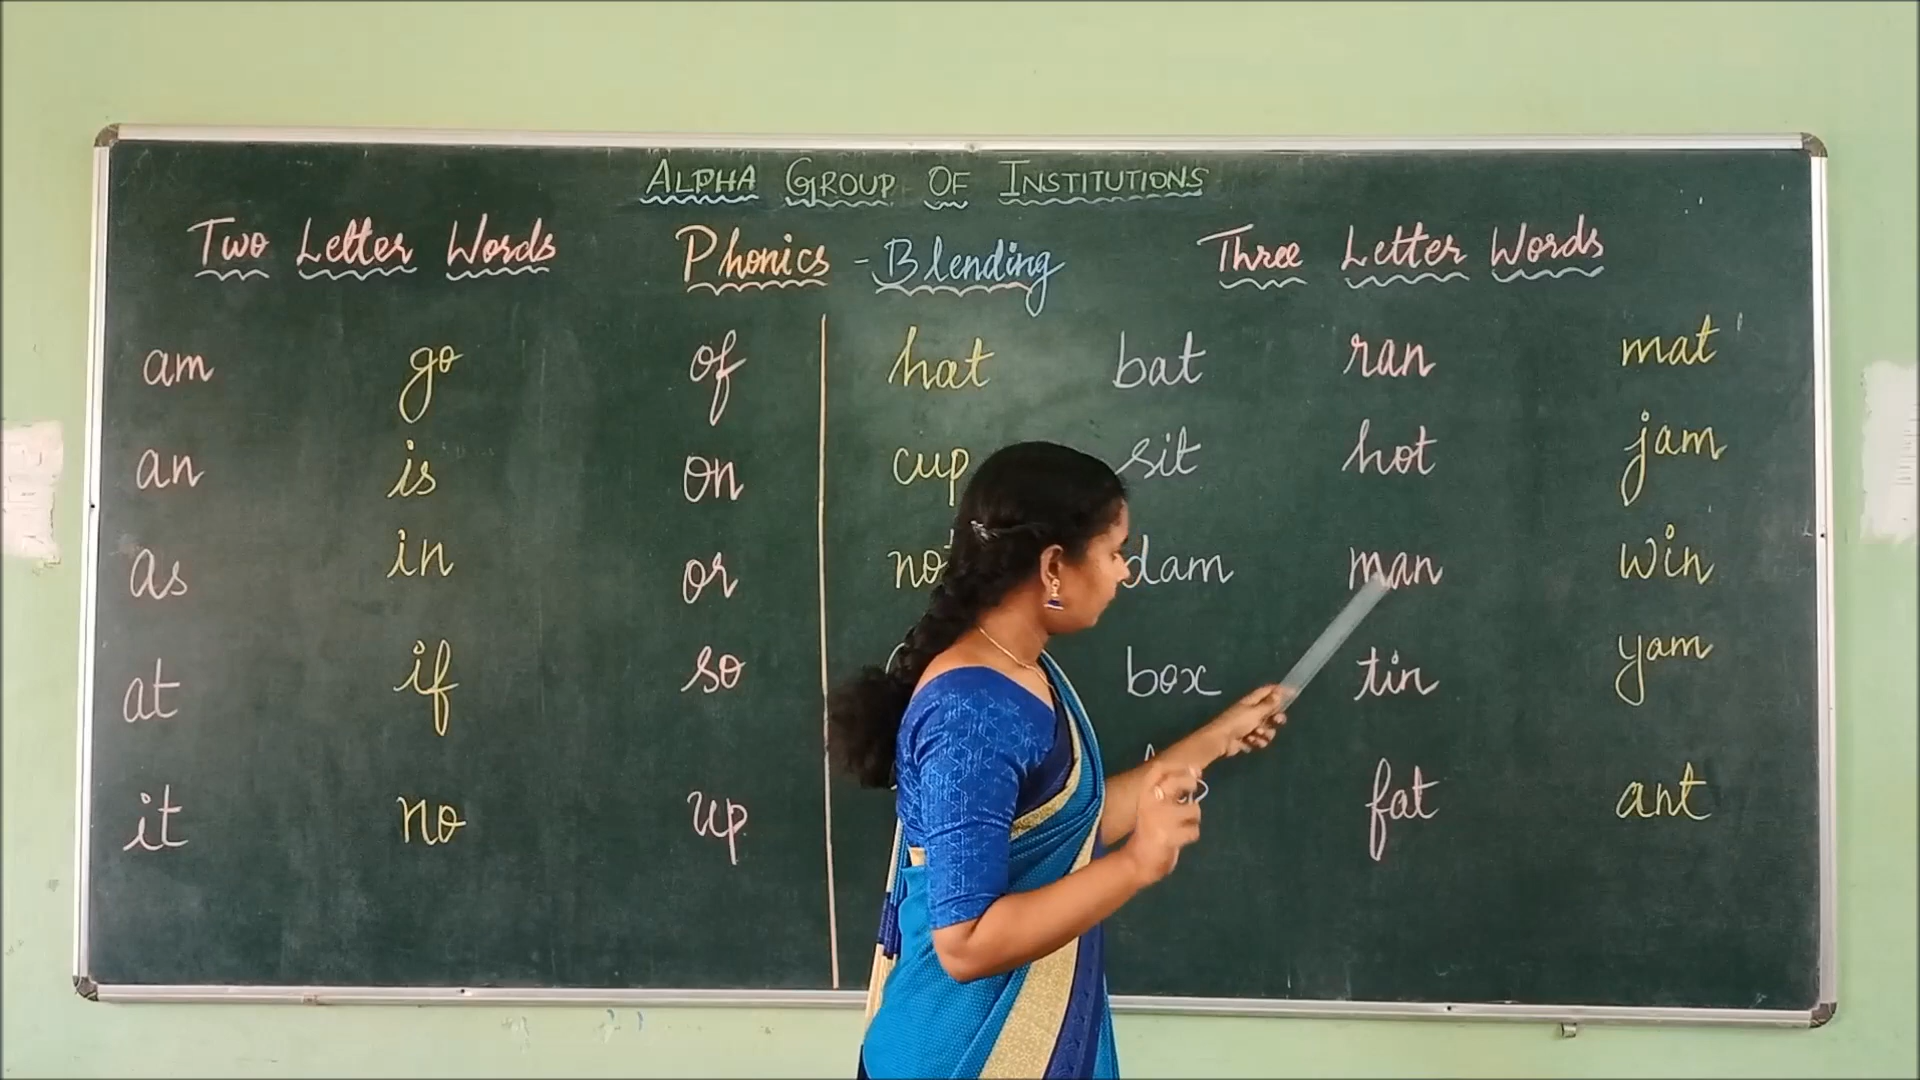 ALPHA GROUP OF INSTITUTIONS
Two Letter Words Phonics - Blending Three Letter Words
am go of hat bat ran mat
an is on cup sit hot jam
as in or not dam man win
at if so box tin yam
it no up fat ant